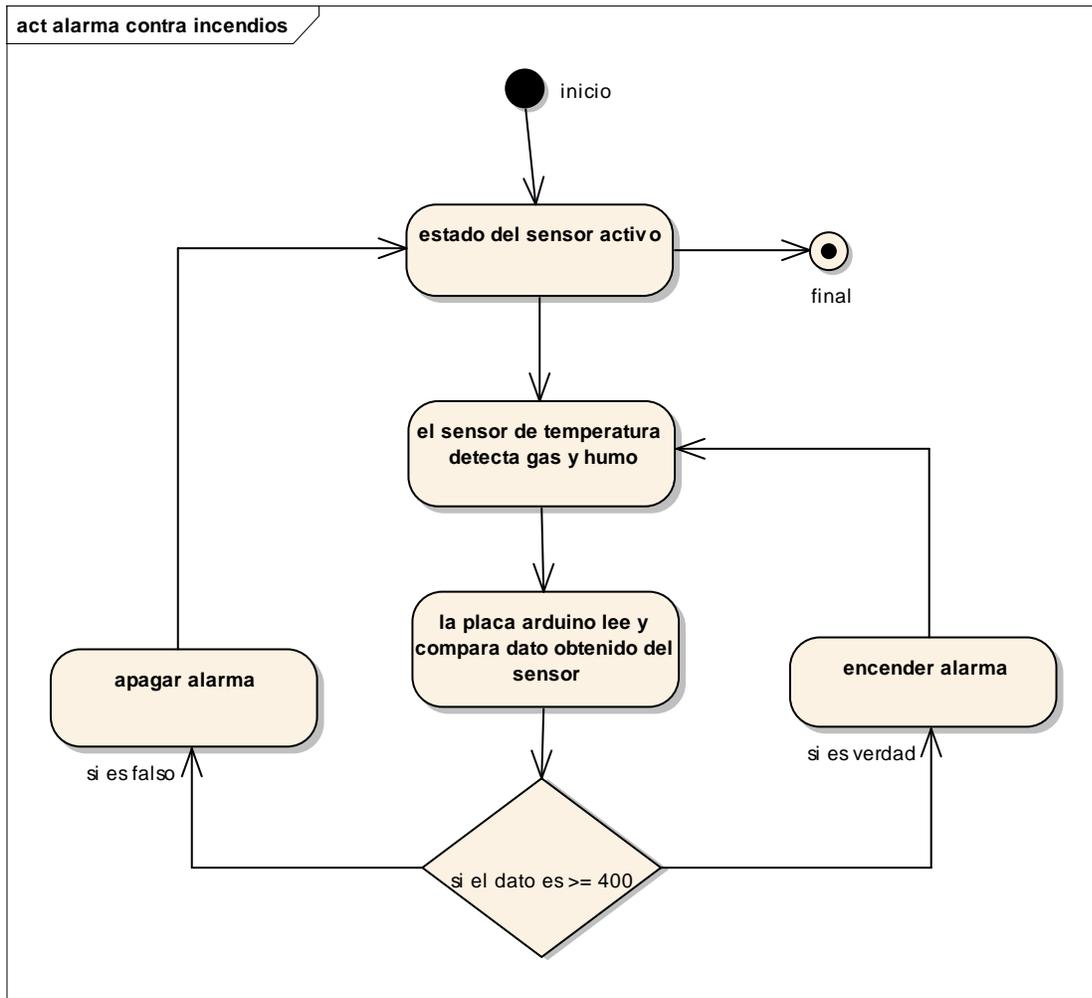 act alarma contra incendios
inicio
estado del sensor activo
final
el sensor de temperatura
detecta gas y humo
la placa arduino lee y
compara dato obtenido del
sensor
apagar alarma
encender alarma
si es falso
si es verdad
si el dato es >= 400